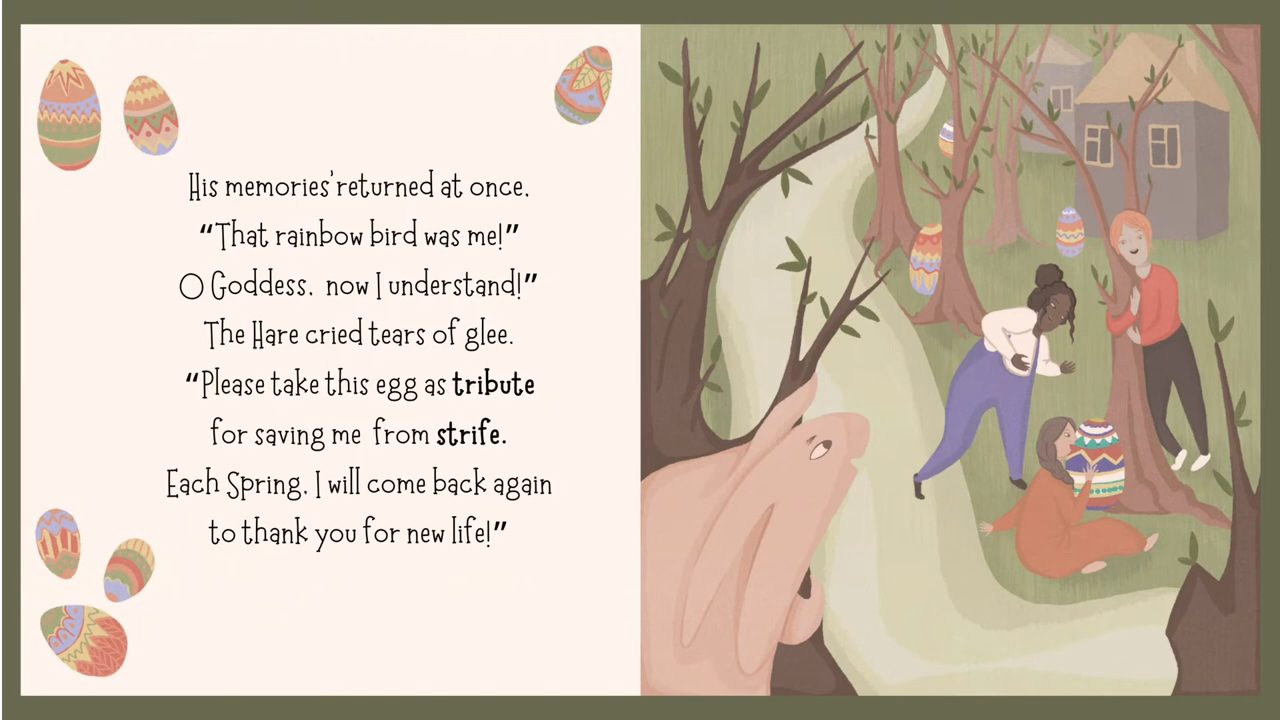 His memories' returned at once.
“That rainbow bird was me!”
O Goddess, now I understand!”
The Hare cried tears of glee.
“Please take this egg as tribute
for saving me from strife.
Each Spring, I will come back again
to thank you for new life!”